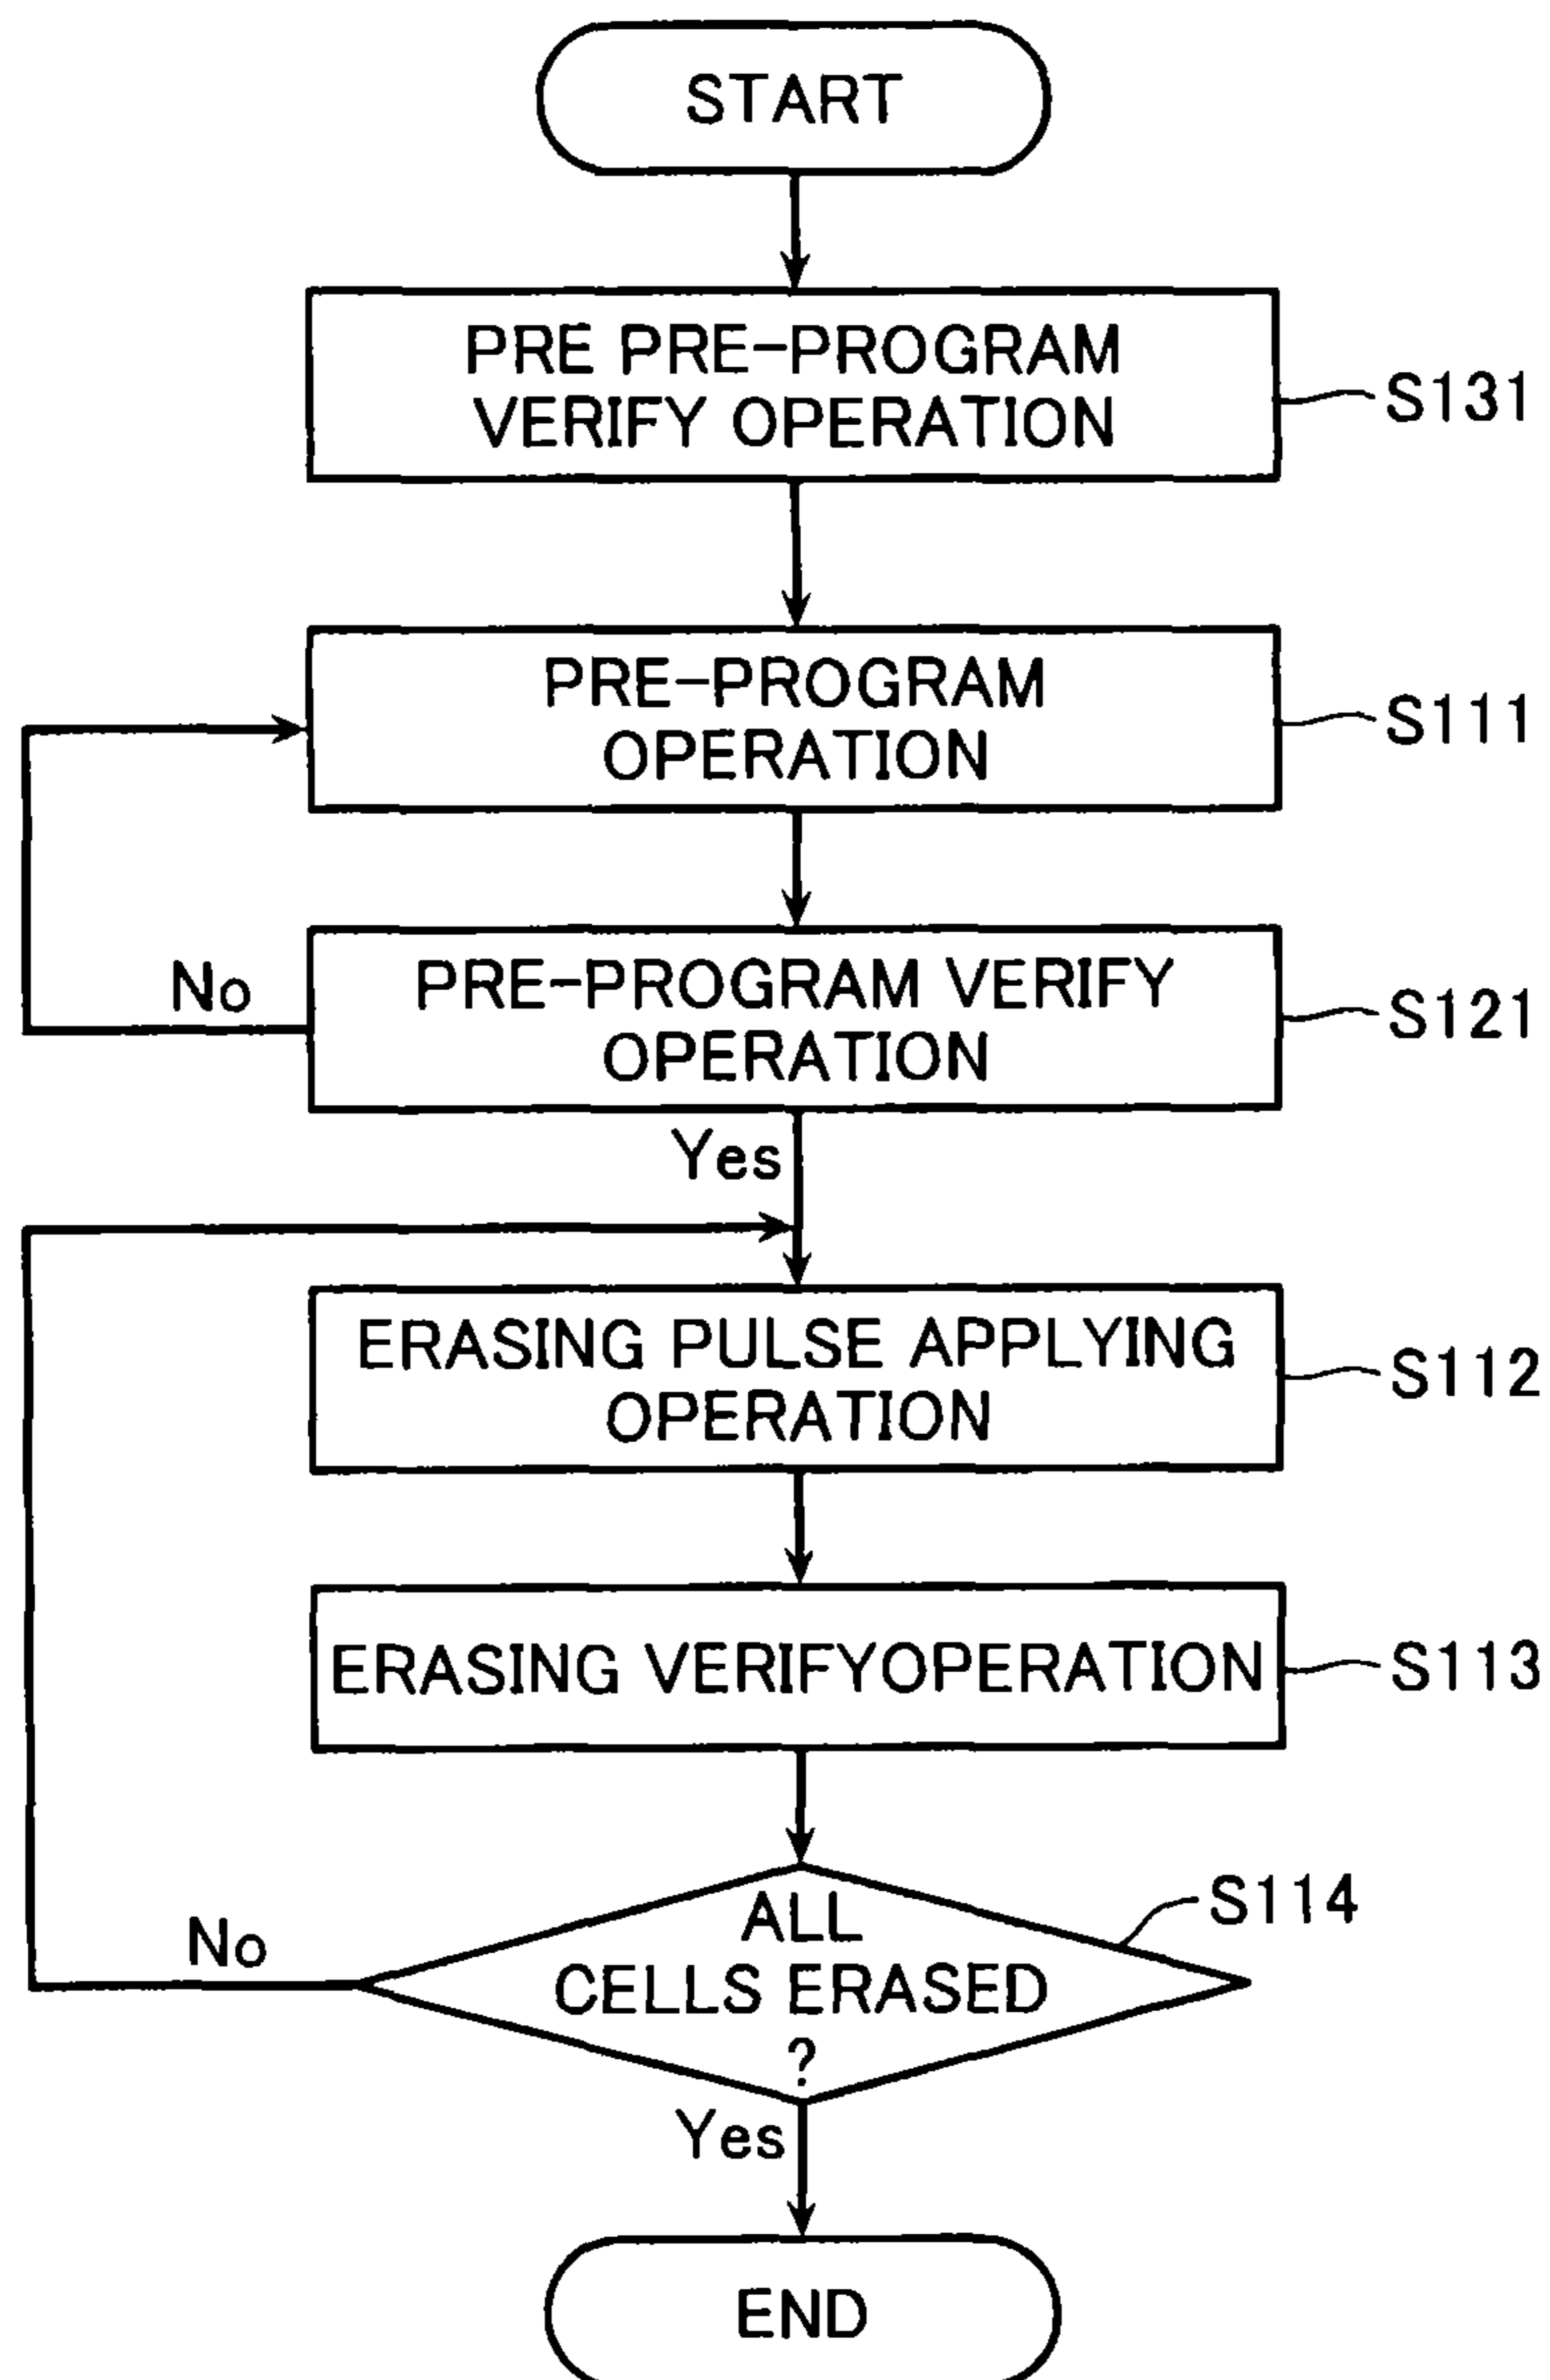 START
PRE PRE-PROGRAM
VERIFY OPERATION
S131
PRE-PROGRAM
OPERATION
S111
PRE-PROGRAM VERIFY
OPERATION
S121
No
Yes
ERASING PULSE APPLYING
OPERATION
S112
ERASING VERIFYOPERATION
S113
ALL
CELLS ERASED
?
S114
No
Yes
END